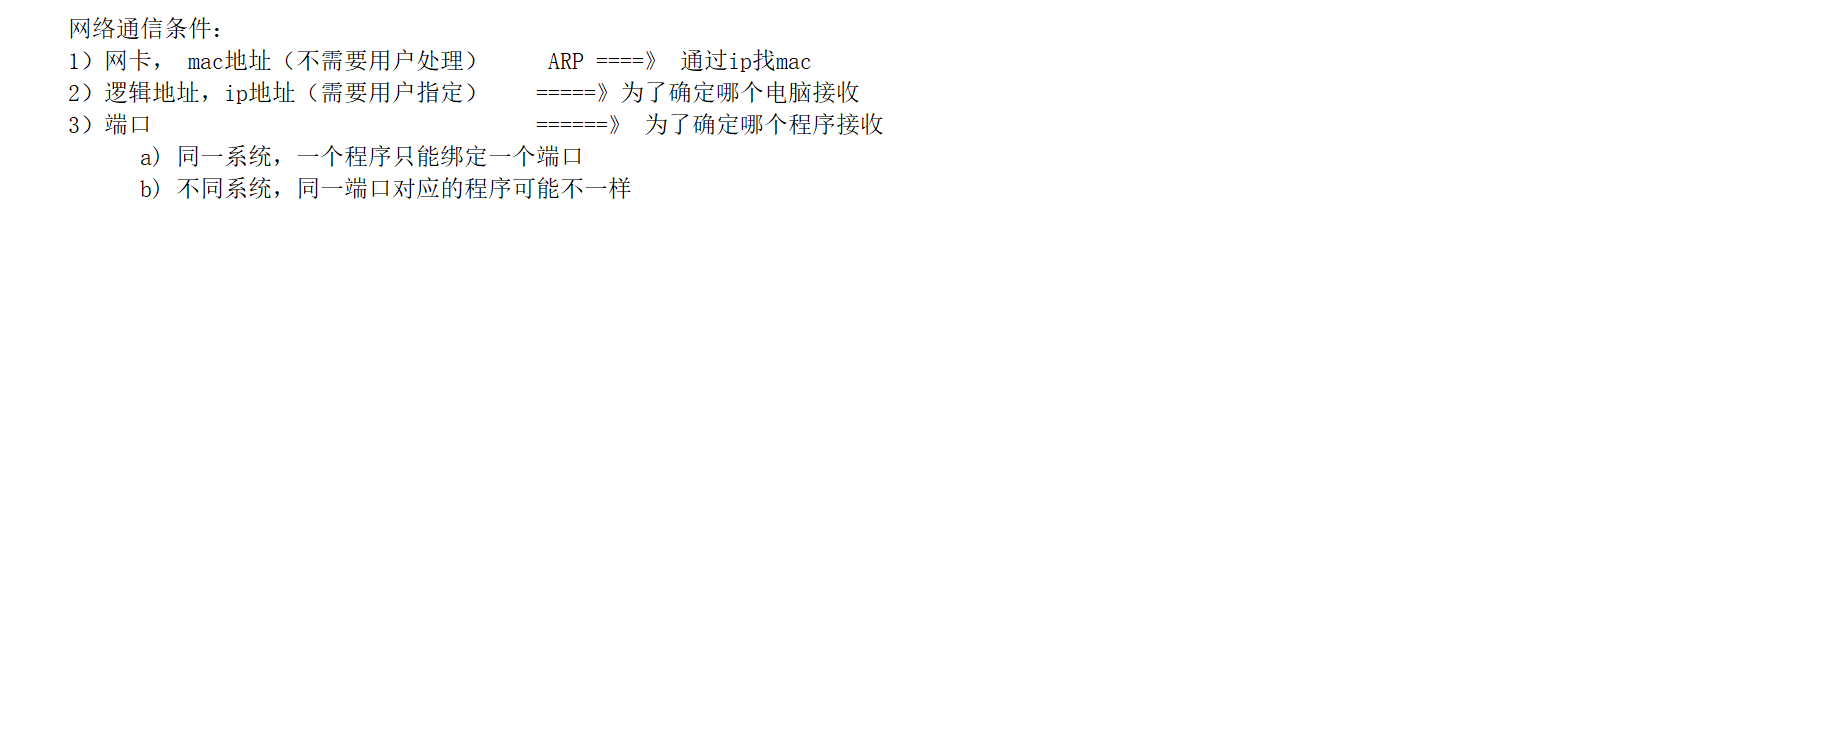 网络通信条件：
1）网卡， mac地址（不需要用户处理）     ARP ====》 通过ip找mac
2）逻辑地址，ip地址（需要用户指定）    =====》为了确定哪个电脑接收
3）端口                                ======》 为了确定哪个程序接收
      a) 同一系统，一个程序只能绑定一个端口
      b) 不同系统，同一端口对应的程序可能不一样